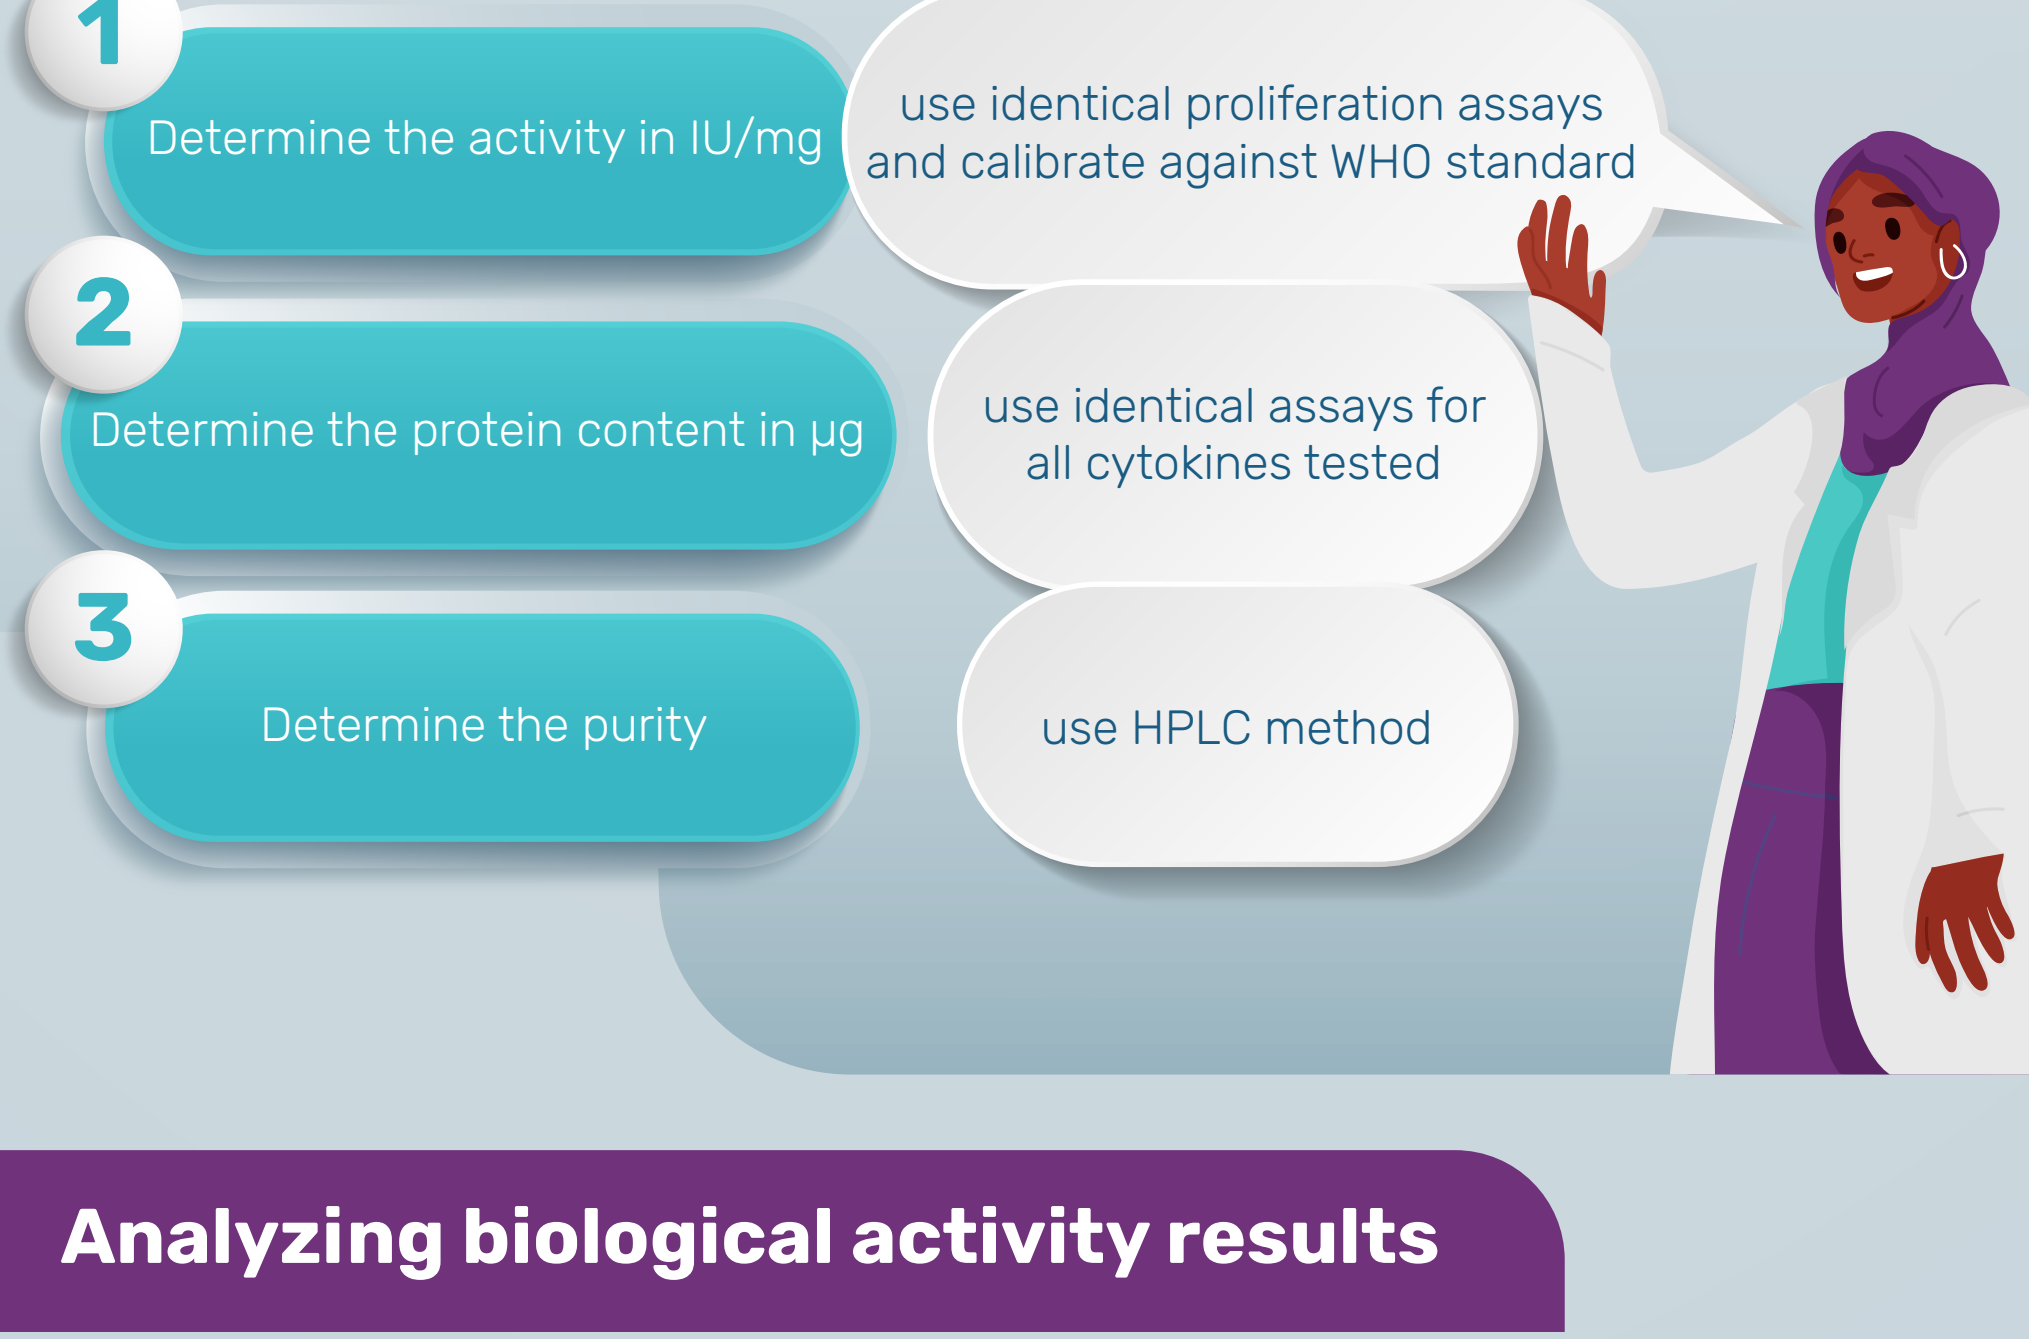 1
Determine the activity in IU/mg
use identical proliferation assays
and calibrate against WHO standard
2
Determine the protein content in µg
use identical assays for
all cytokines tested
3
Determine the purity
use HPLC method
Analyzing biological activity results